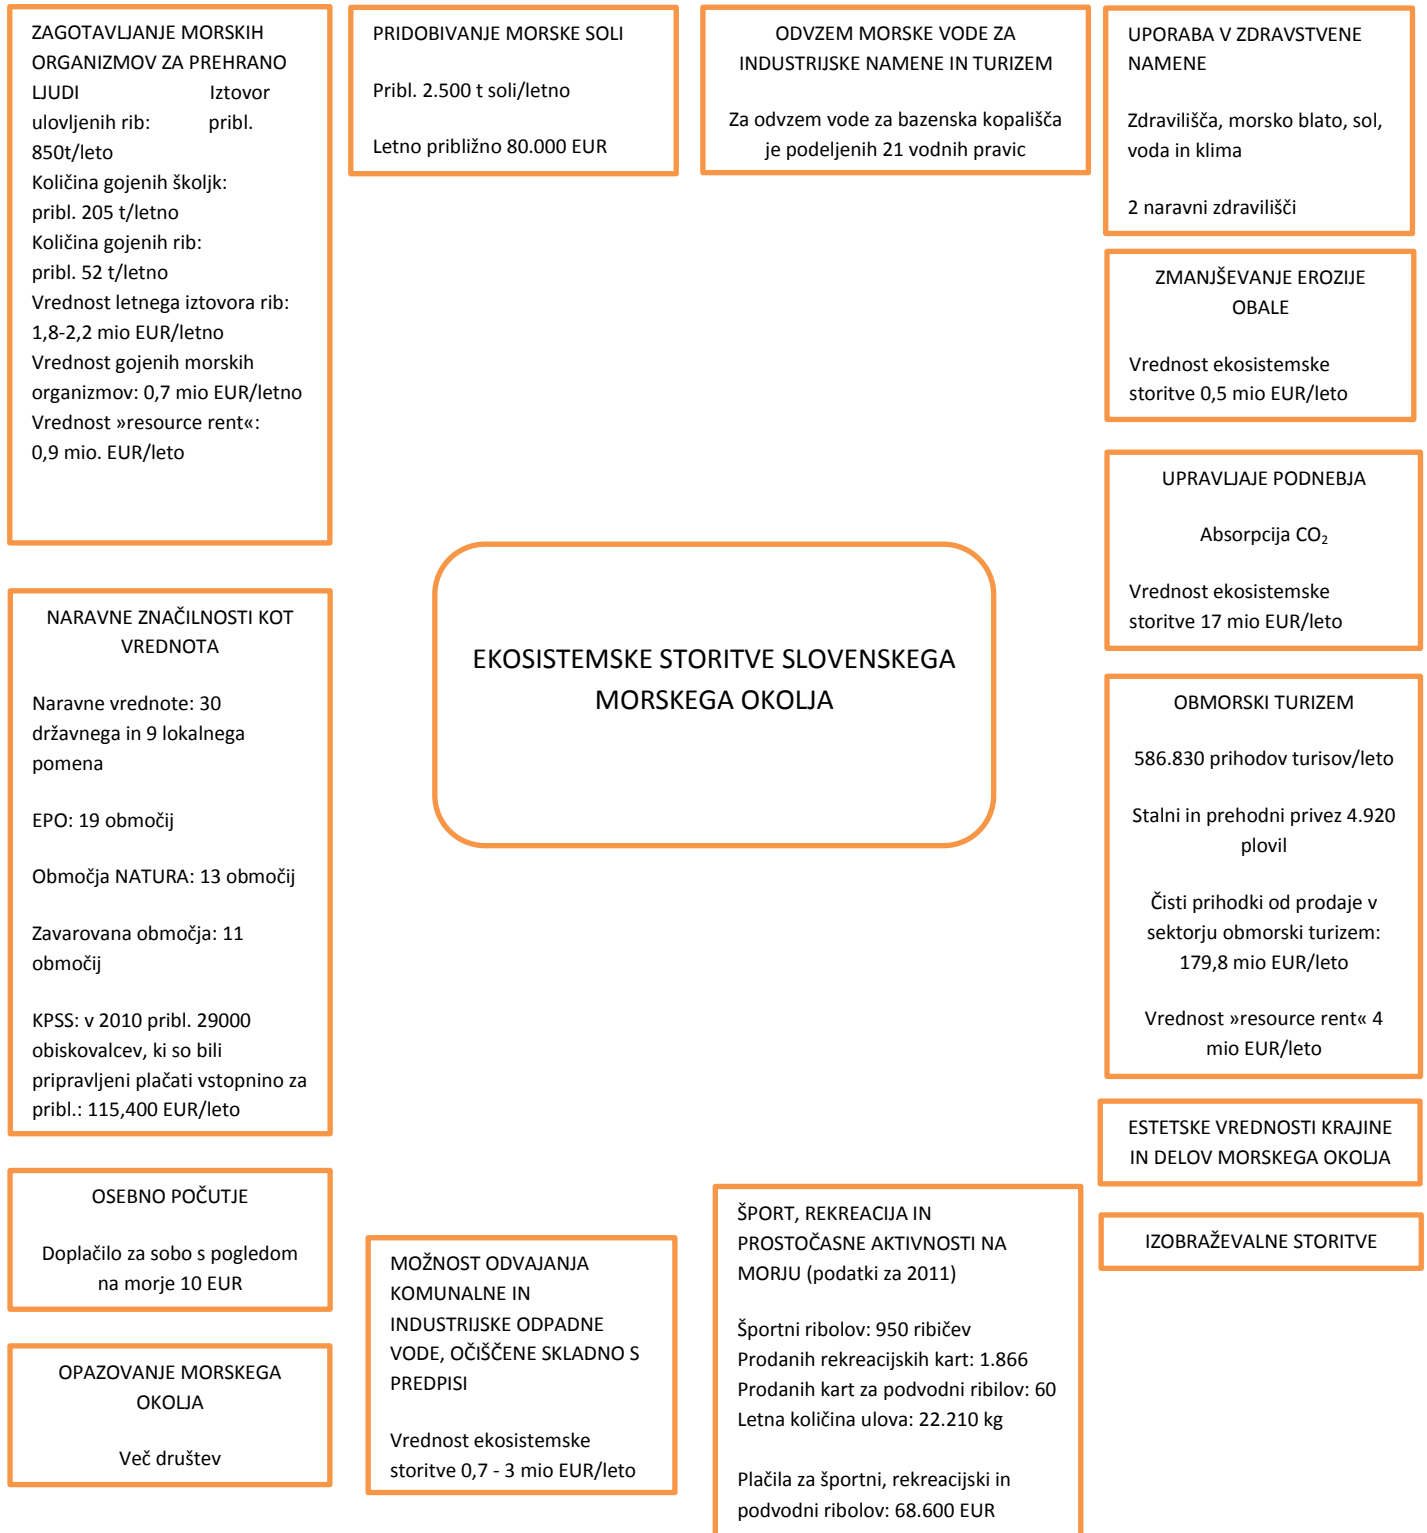 ZAGOTAVLJANJE MORSKIH
ORGANIZMOV ZA PREHRANO
LJUDI Iztovor
ulovljenih rib: pribl.
850t/leto
Količina gojenih školjk:
pribl. 205 t/letno
Količina gojenih rib:
pribl. 52 t/letno
Vrednost letnega iztovora rib:
1,8-2,2 mio EUR/letno
Vrednost gojenih morskih
organizmov: 0,7 mio EUR/letno
Vrednost »resource rent«:
0,9 mio. EUR/leto
PRIDOBIVANJE MORSKE SOLI
Pribl. 2.500 t soli/letno
Letno približno 80.000 EUR
ODVZEM MORSKE VODE ZA
INDUSTRIJSKE NAMENE IN TURIZEM
Za odvzem vode za bazenska kopališča
je podeljenih 21 vodnih pravic
UPORABA V ZDRAVSTVENE
NAMENE
Zdravilišča, morsko blato, sol,
voda in klima
2 naravni zdravilišči
ZMANJŠEVANJE EROZIJE
OBALE
Vrednost ekosistemske
storitve 0,5 mio EUR/leto
UPRAVLJAJE PODNEBJA
Absorpcija CO₂
Vrednost ekosistemske
storitve 17 mio EUR/leto
EKOSISTEMSKE STORITVE SLOVENSKEGA
MORSKEGA OKOLJA
NARAVNE ZNAČILNOSTI KOT
VREDNOTA
Naravne vrednote: 30
državnega in 9 lokalnega
pomena
EPO: 19 območij
Območja NATURA: 13 območij
Zavarovana območja: 11
območij
KPSS: v 2010 pribl. 29000
obiskovalcev, ki so bili
pripravljeni plačati vstopnino za
pribl.: 115,400 EUR/leto
OBMORSKI TURIZEM
586.830 prihodov turisov/leto
Stalni in prehodni privez 4.920
plovil
Čisti prihodki od prodaje v
sektorju obmorski turizem:
179,8 mio EUR/leto
Vrednost »resource rent« 4
mio EUR/leto
ESTETSKE VREDNOSTI KRAJINE
IN DELOV MORSKEGA OKOLJA
IZOBRAŽEVALNE STORITVE
OSEBNO POČUTJE
Doplačilo za sobo s pogledom
na morje 10 EUR
OPAZOVANJE MORSKEGA
OKOLJA
Več društev
MOŽNOST ODVAJANJA
KOMUNALNE IN
INDUSTRIJSKE ODPADNE
VODE, OČIŠČENE SKLADNO S
PREDPISI
Vrednost ekosistemske
storitve 0,7 - 3 mio EUR/leto
ŠPORT, REKREACIJA IN
PROSTOČASNE AKTIVNOSTI NA
MORJU (podatki za 2011)
Športni ribolov: 950 ribičev
Prodanih rekreacijskih kart: 1.866
Prodanih kart za podvodni ribilov: 60
Letna količina ulova: 22.210 kg
Plačila za športni, rekreacijski in
podvodni ribolov: 68.600 EUR